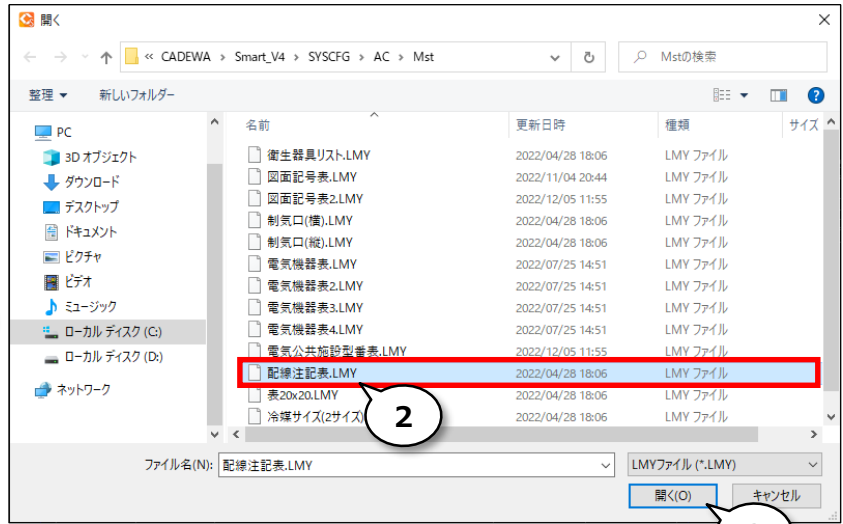 開く
« CADEWA › Smart_V4 › SYSCFG › AC › Mst
Mstの検索
整理 新しいフォルダー
名前 更新日時 種類 サイズ
PC
3D オブジェクト
ダウンロード
デスクトップ
ドキュメント
ピクチャ
ビデオ
ミュージック
ローカル ディスク (C:)
ローカル ディスク (D:)
ネットワーク
衛生器具リスト.LMY 2022/04/28 18:06 LMY ファイル
図面記号表.LMY 2022/11/04 20:44 LMY ファイル
図面記号表2.LMY 2022/12/05 11:55 LMY ファイル
制気口(横).LMY 2022/04/28 18:06 LMY ファイル
制気口(縦).LMY 2022/04/28 18:06 LMY ファイル
電気機器表.LMY 2022/07/25 14:51 LMY ファイル
電気機器表2.LMY 2022/07/25 14:51 LMY ファイル
電気機器表3.LMY 2022/07/25 14:51 LMY ファイル
電気機器表4.LMY 2022/07/25 14:51 LMY ファイル
電気公共施設型番表.LMY 2022/12/05 11:55 LMY ファイル
配線注記表.LMY 2022/04/28 18:06 LMY ファイル
表20x20.LMY 2022/04/28 18:06 LMY ファイル
冷媒サイズ(2サイズ) 2022/04/28 18:06 LMY ファイル
2
ファイル名(N): 配線注記表.LMY LMYファイル (*.LMY)
開く(O) キャンセル